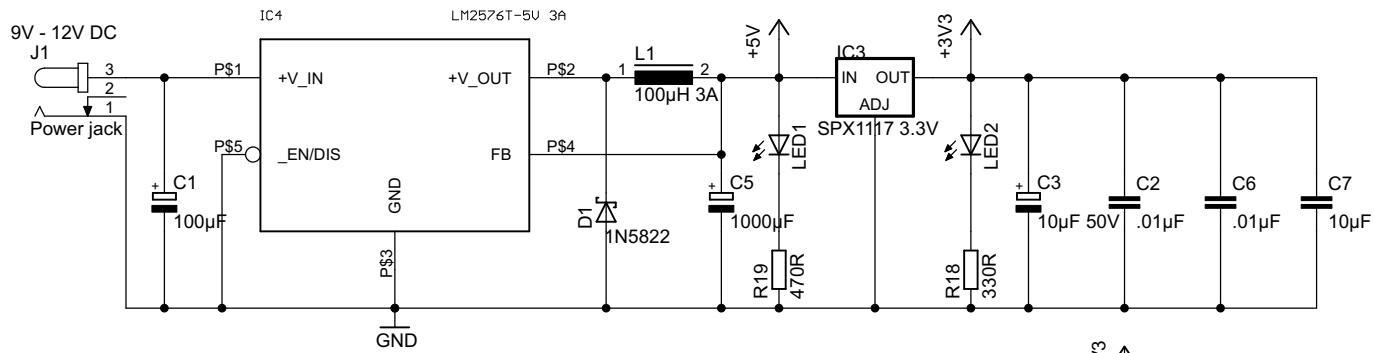 IC4
LM2576T-5V 3A
9V - 12V DC
J1
3
2
1
Power jack
P$1
+V_IN
+V_OUT
P$2
L1
1
2
100µH 3A
+5V
IC3
IN
OUT
ADJ
SPX1117 3.3V
+3V3
P$5
_EN/DIS
FB
P$4
GND
P$3
LED1
LED2
+
C1
100µF
D1
1N5822
+
C5
1000µF
R19
470R
R18
330R
+
C3
10µF 50V
C2
.01µF
C6
.01µF
C7
10µF
GND
V3